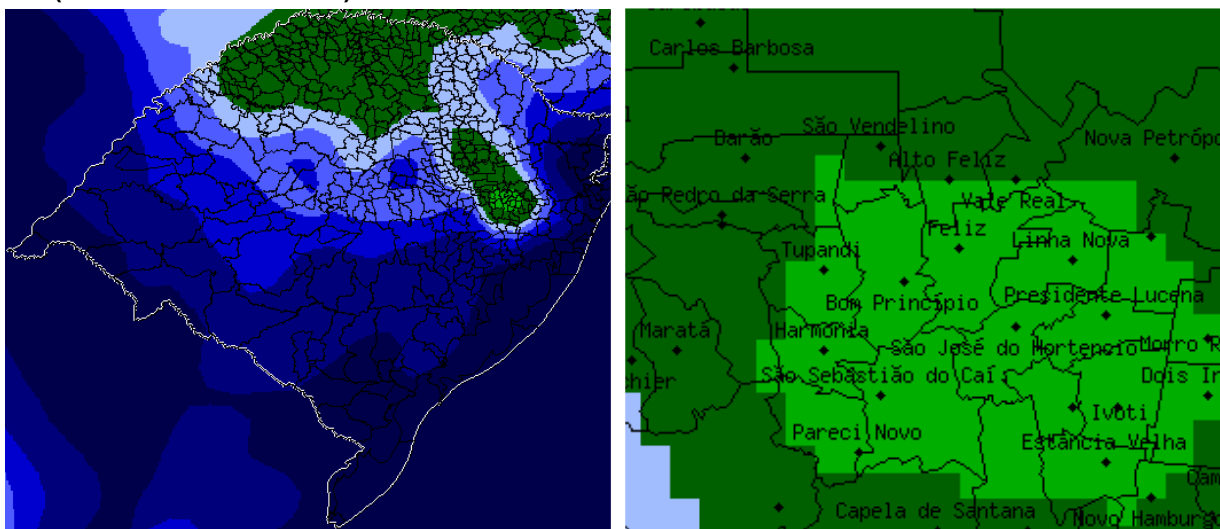 Carlos Barbosa
São Vendelino
Barão
Nova Petróp
Alto Feliz
ão Pedro da Serra
Vale Real
Feliz
Linha Nova
Tupandi
Bom Princípio
Presidente Lucena
Maratá
Harmonia
São José do Hortencio
Morro R
chier
São Sebastião do Caí
Dois Ir
Ivoti
Pareci Novo
Estância Velha
Cam
Capela de Santana
Novo Hamburg